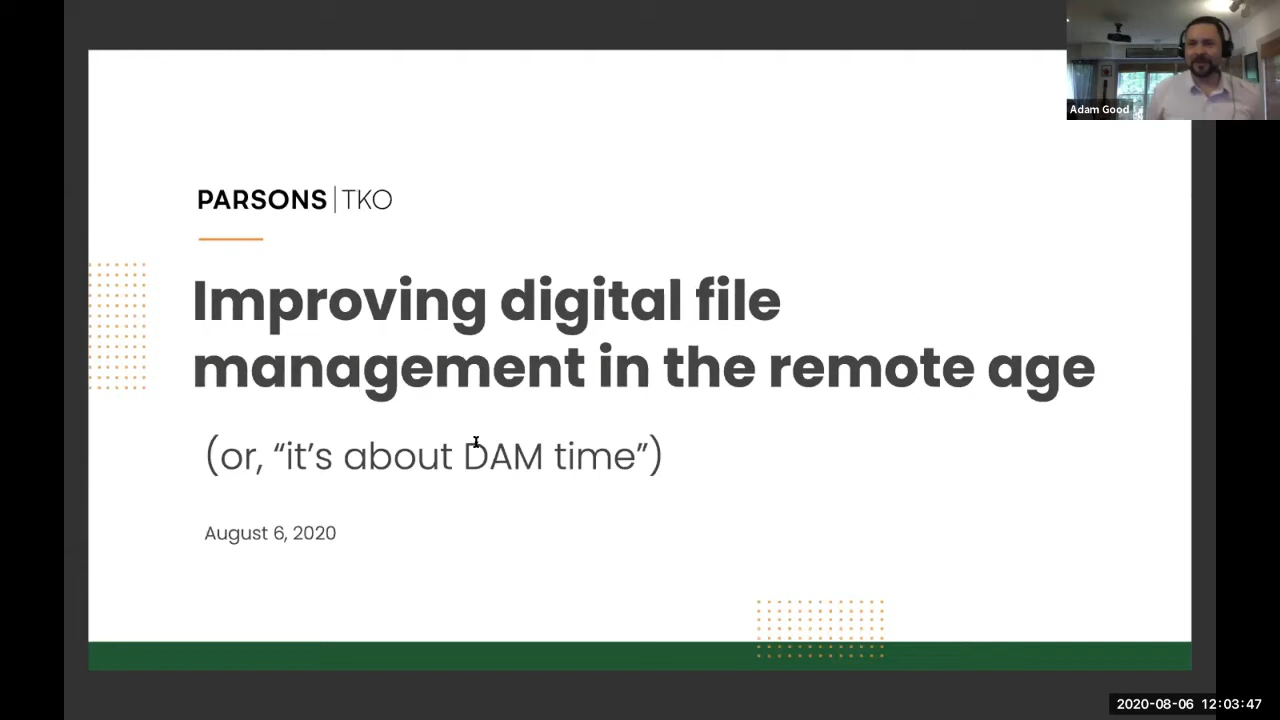 Adam Good
PARSONS|TKO
Improving digital file
management in the remote age
(or, “it’s about DAM time”)
August 6, 2020
2020-08-06 12:03:47